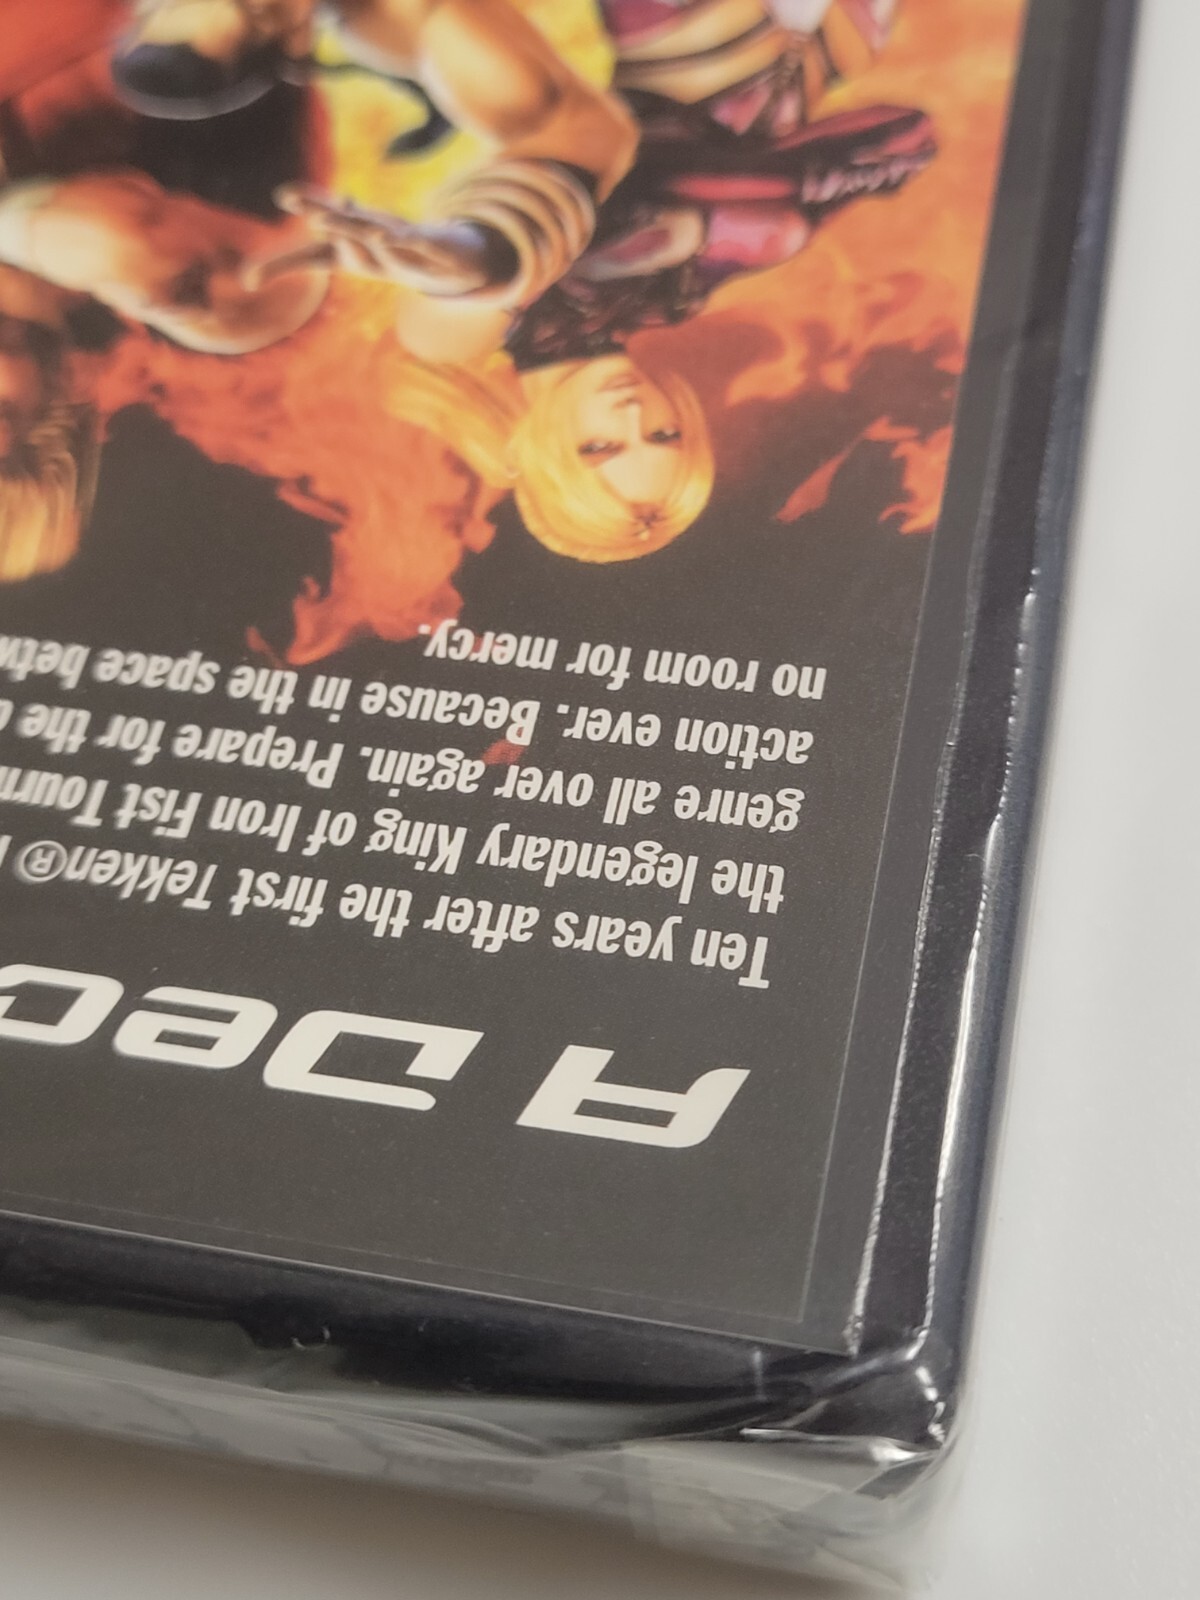 A Dec
Ten years after the first Tekken®
the legendary King of Iron Fist Tourn
genre all over again. Prepare for the
action ever. Because in the space betw
no room for mercy.